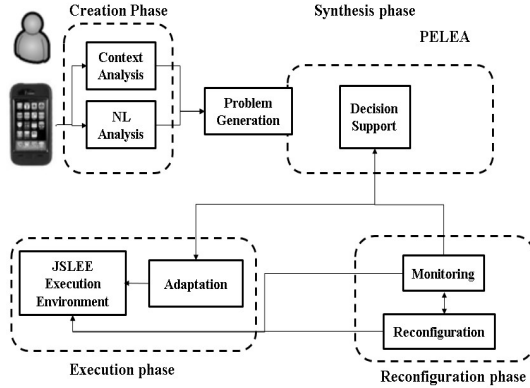 Creation Phase
Synthesis phase
PELEA
Context
Analysis
NL
Analysis
Problem
Generation
Decision
Support
JSLEE
Execution
Environment
Adaptation
Monitoring
Reconfiguration
Execution phase
Reconfiguration phase